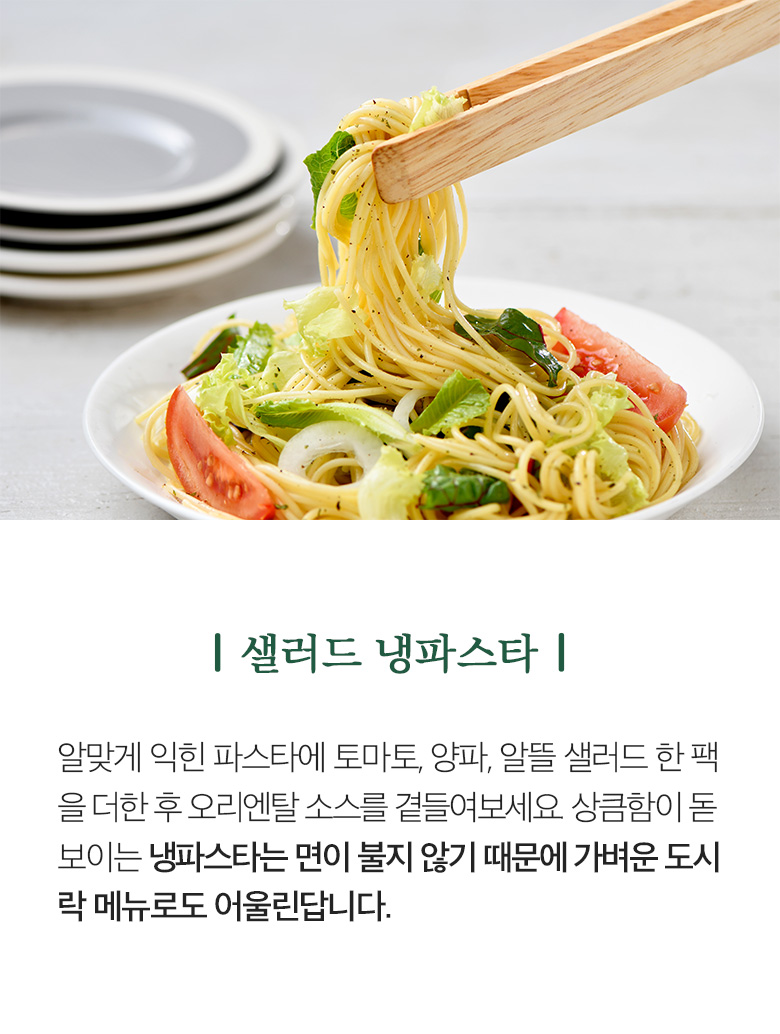 | 샐러드 냉파스타 |
알맞게 익힌 파스타에 토마토, 양파, 알뜰 샐러드 한 팩
을 더한 후 오리엔탈 소스를 곁들여보세요. 상큼함이 돋
보이는 냉파스타는 면이 불지 않기 때문에 가벼운 도시
락 메뉴로도 어울린답니다.